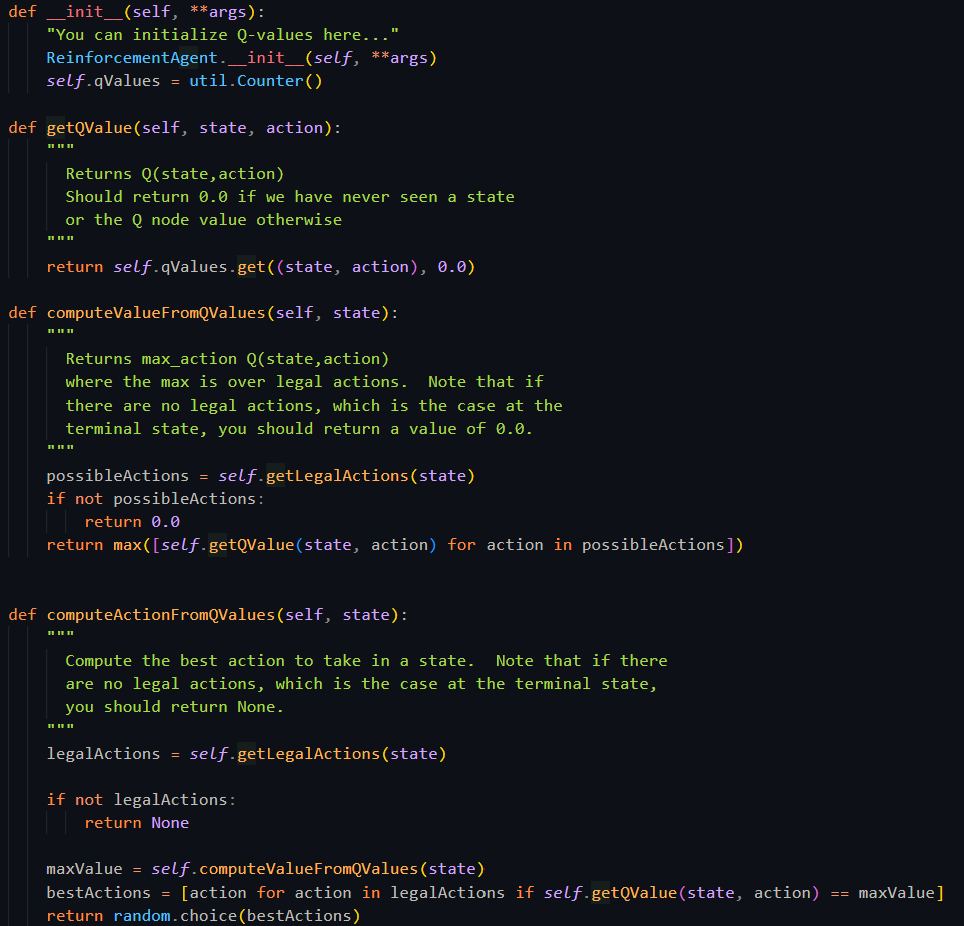 def __init__(self, **args):
    "You can initialize Q-values here..."
    ReinforcementAgent.__init__(self, **args)
    self.qValues = util.Counter()
def getQValue(self, state, action):
    """
      Returns Q(state,action)
      Should return 0.0 if we have never seen a state
      or the Q node value otherwise
    """
    return self.qValues.get((state, action), 0.0)
def computeValueFromQValues(self, state):
    """
      Returns max_action Q(state,action)
      where the max is over legal actions.  Note that if
      there are no legal actions, which is the case at the
      terminal state, you should return a value of 0.0.
    """
    possibleActions = self.getLegalActions(state)
    if not possibleActions:
        return 0.0
    return max([self.getQValue(state, action) for action in possibleActions])
def computeActionFromQValues(self, state):
    """
      Compute the best action to take in a state.  Note that if there
      are no legal actions, which is the case at the terminal state,
      you should return None.
    """
    legalActions = self.getLegalActions(state)
    if not legalActions:
        return None
    maxValue = self.computeValueFromQValues(state)
    bestActions = [action for action in legalActions if self.getQValue(state, action) == maxValue]
    return random.choice(bestActions)